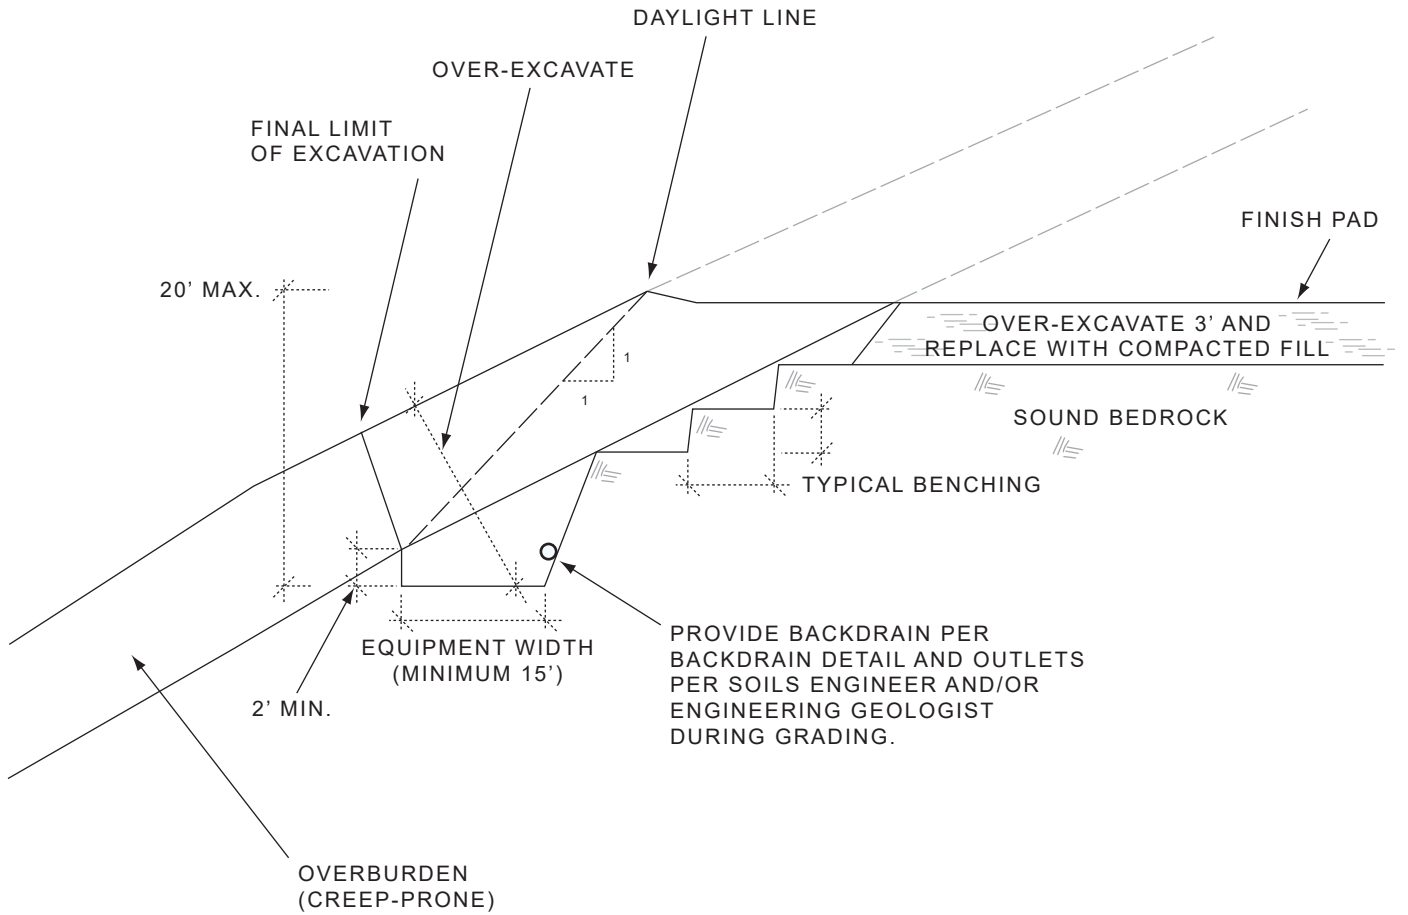 DAYLIGHT LINE
OVER-EXCAVATE
FINAL LIMIT
OF EXCAVATION
FINISH PAD
20’ MAX.
OVER-EXCAVATE 3’ AND
REPLACE WITH COMPACTED FILL
1
1
SOUND BEDROCK
TYPICAL BENCHING
EQUIPMENT WIDTH
(MINIMUM 15’)
2’ MIN.
PROVIDE BACKDRAIN PER
BACKDRAIN DETAIL AND OUTLETS
PER SOILS ENGINEER AND/OR
ENGINEERING GEOLOGIST
DURING GRADING.
OVERBURDEN
(CREEP-PRONE)